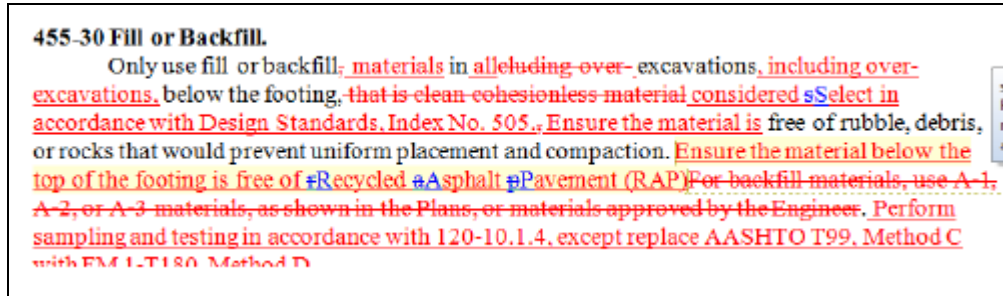 455-30 Fill or Backfill.
Only use fill or backfill, materials in allcluding over- excavations, including over-
excavations, below the footing, that is clean cohesionless material considered sSelect in
accordance with Design Standards, Index No. 505., Ensure the material is free of rubble, debris,
or rocks that would prevent uniform placement and compaction. Ensure the material below the
top of the footing is free of rRecycled aAsphalt pPavement (RAP)For backfill materials, use A-1,
A-2, or A-3 materials, as shown in the Plans, or materials approved by the Engineer. Perform
sampling and testing in accordance with 120-10.1.4, except replace AASHTO T99, Method C
with FM 1-T180, Method D